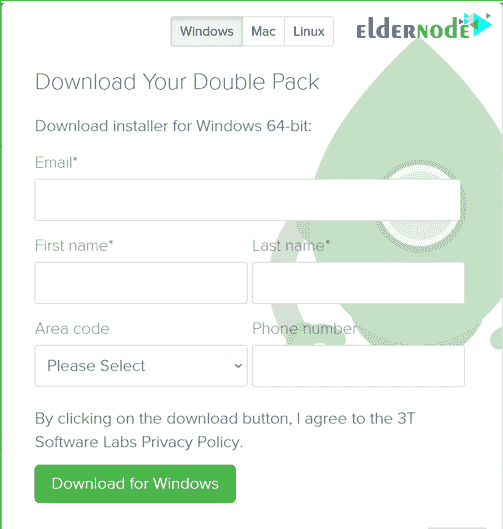 Windows Mac Linux
eLDERNODE
Download Your Double Pack
Download installer for Windows 64-bit:
Email*
First name* Last name*
Area code Phone number
Please Select
By clicking on the download button, I agree to the 3T
Software Labs Privacy Policy.
Download for Windows